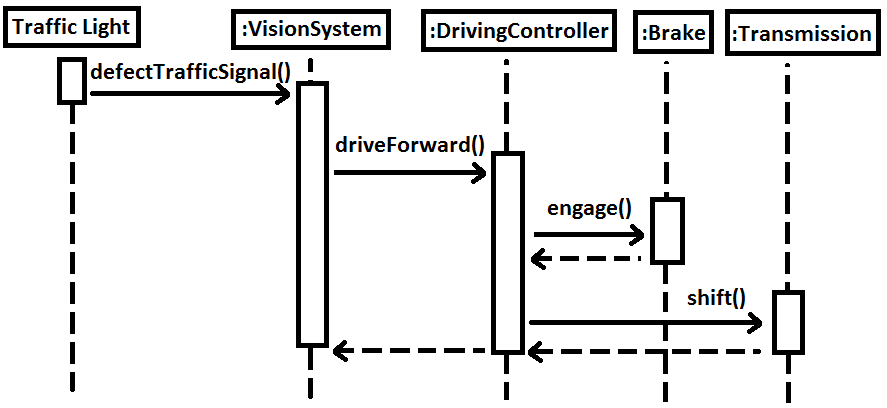 Traffic Light
:VisionSystem
:DrivingController
:Brake
:Transmission
defectTrafficSignal()
driveForward()
engage()
shift()